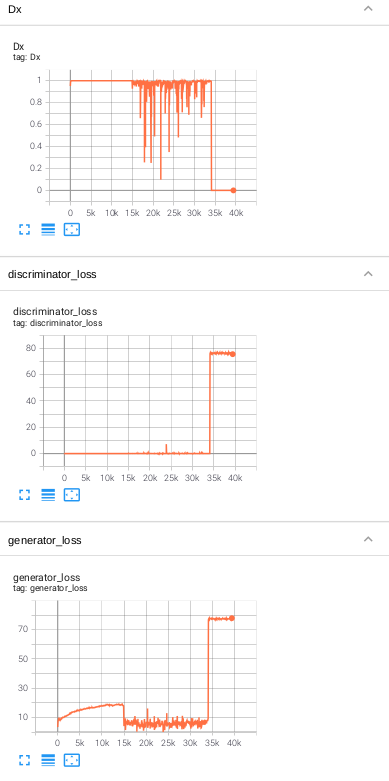 Dx
Dx
tag: Dx
1
0.8
0.6
0.4
0.2
0
0 5k 10k 15k 20k 25k 30k 35k 40k
discriminator_loss
discriminator_loss
tag: discriminator_loss
80
60
40
20
0
0 5k 10k 15k 20k 25k 30k 35k 40k
generator_loss
generator_loss
tag: generator_loss
70
50
30
10
0 5k 10k 15k 20k 25k 30k 35k 40k